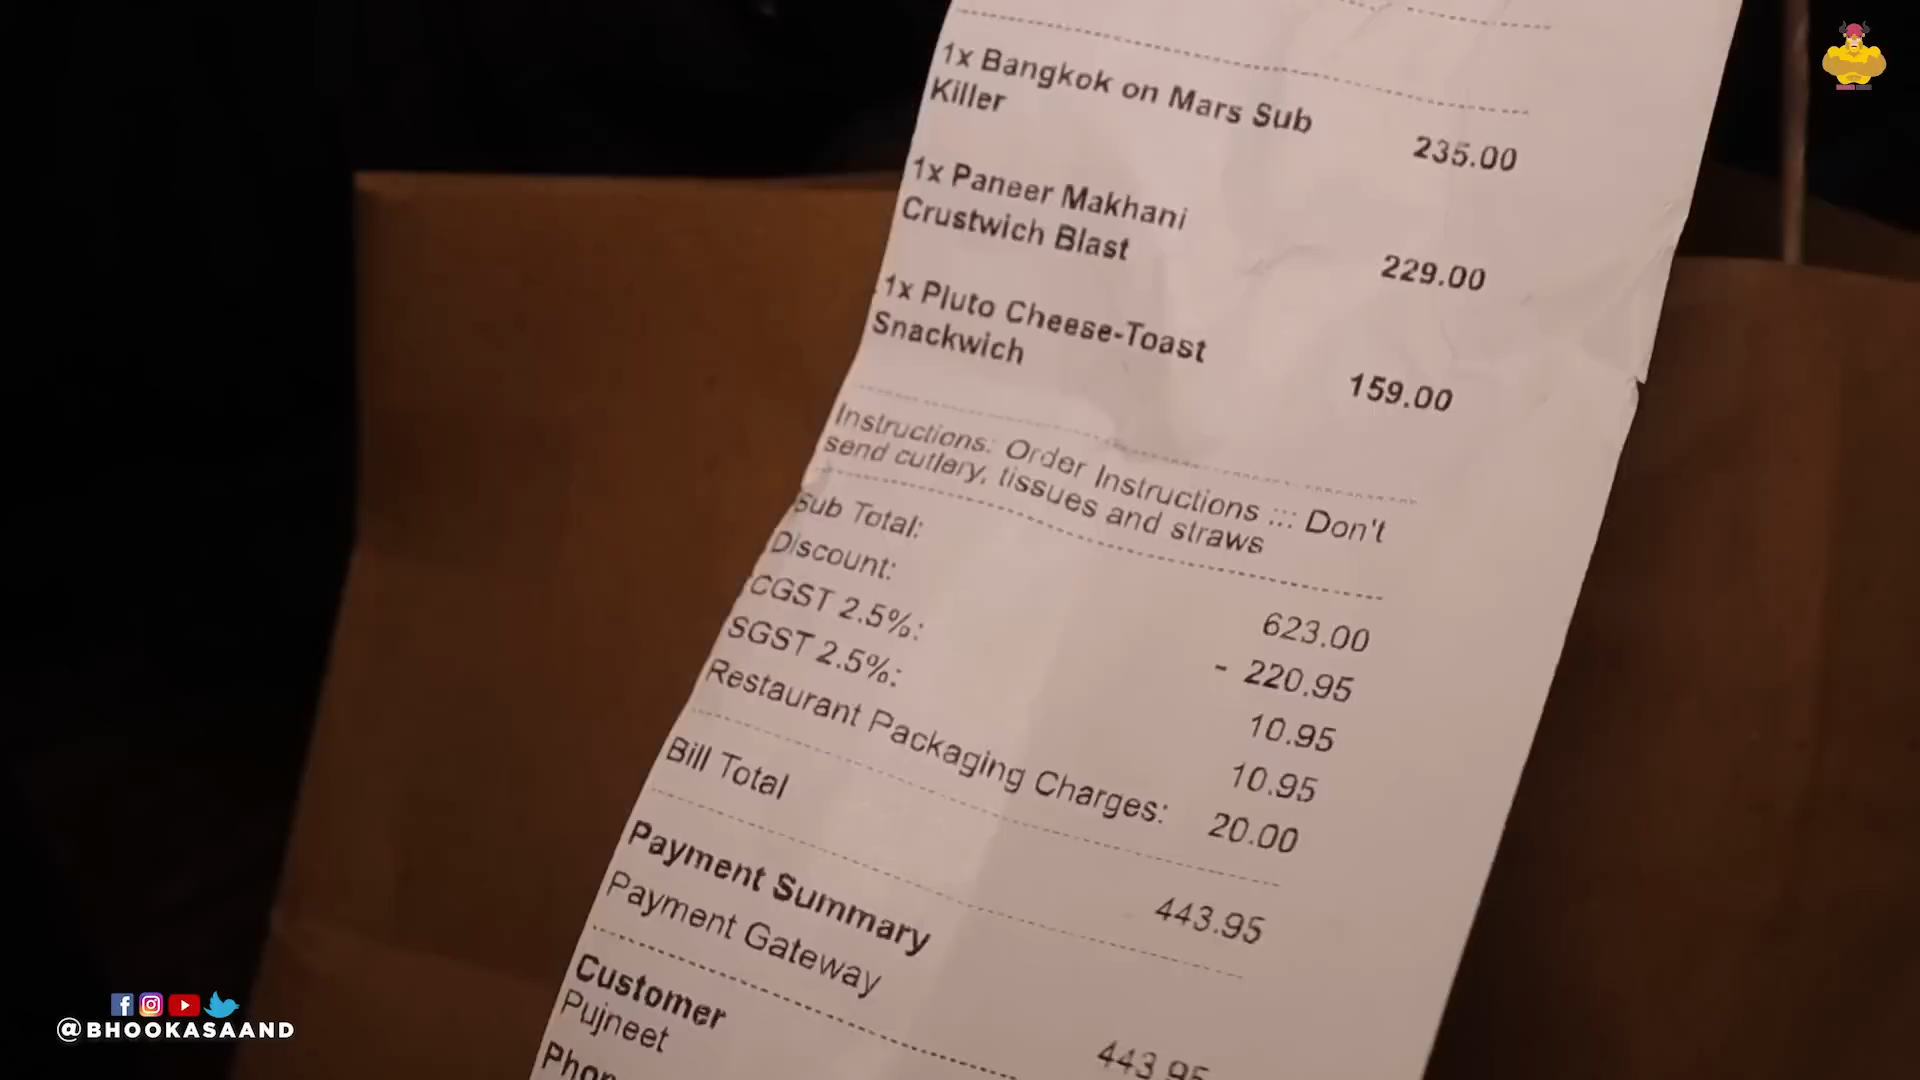 1x Bangkok on Mars Sub
Killer
235.00
1x Paneer Makhani
Crustwich Blast
229.00
1x Pluto Cheese-Toast
Snackwich
159.00
Instructions: Order Instructions ::: Don't
send cutlery, tissues and straws
Sub Total: 623.00
Discount: - 220.95
CGST 2.5%: 10.95
SGST 2.5%: 10.95
Restaurant Packaging Charges: 20.00
Bill Total 443.95
Payment Summary
Payment Gateway 443.95
Customer
Pujneet
@BHOOKASAAND